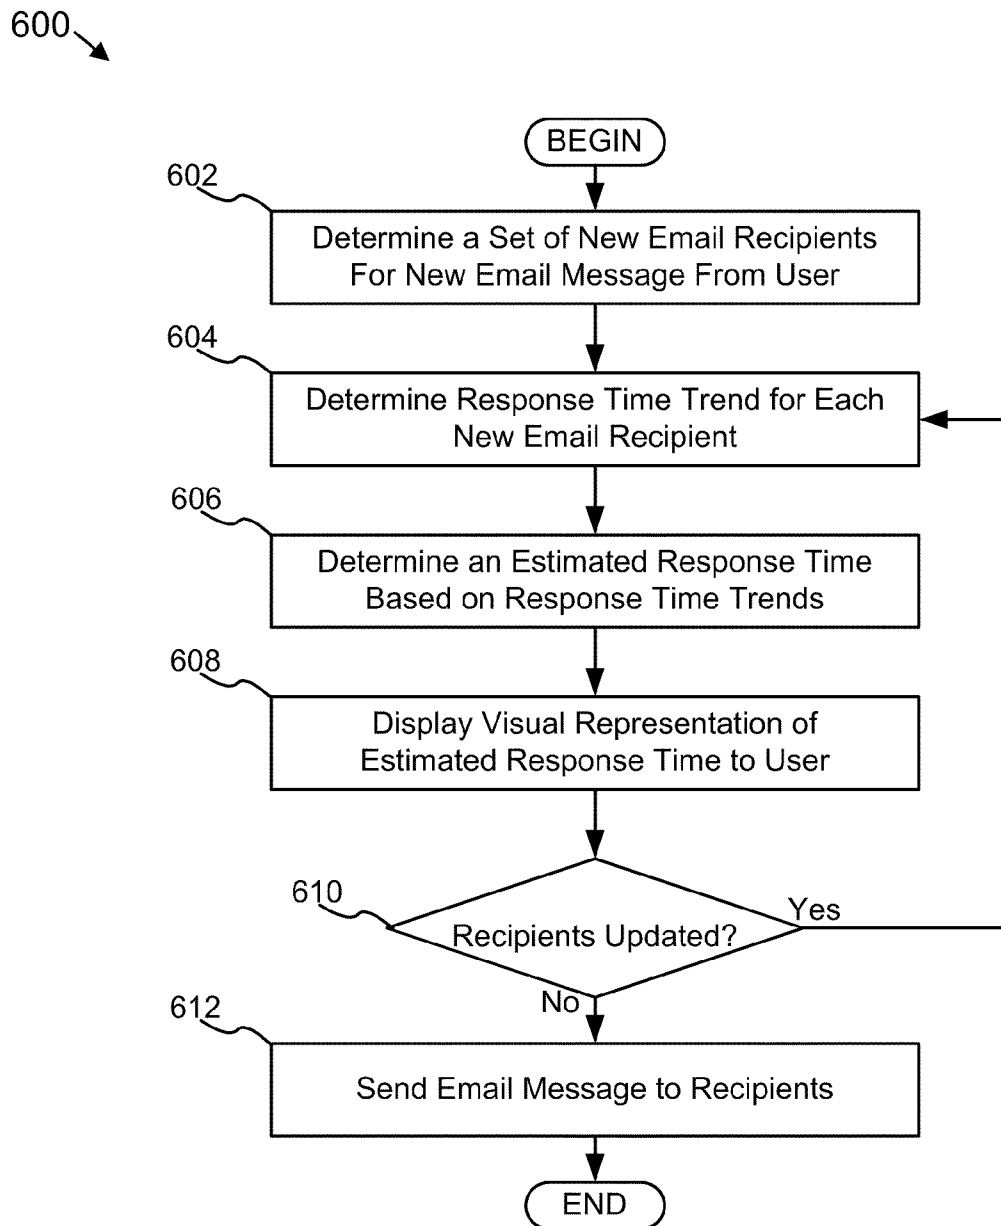 600
BEGIN
602
Determine a Set of New Email Recipients
For New Email Message From User
604
Determine Response Time Trend for Each
New Email Recipient
606
Determine an Estimated Response Time
Based on Response Time Trends
608
Display Visual Representation of
Estimated Response Time to User
610
Recipients Updated?
Yes
No
612
Send Email Message to Recipients
END